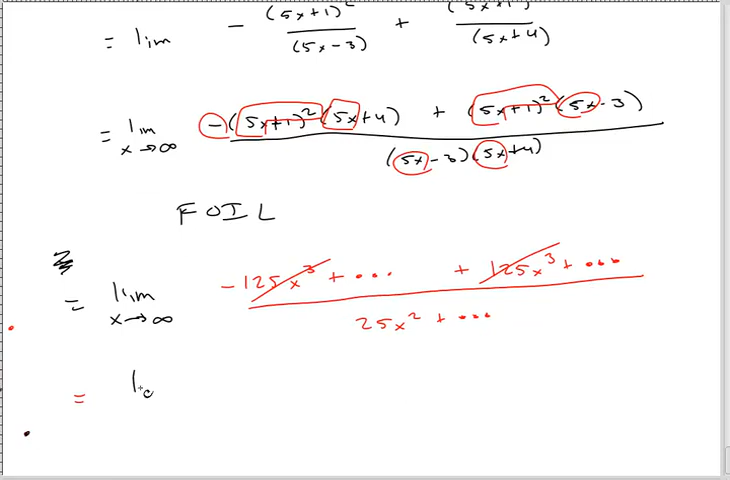 = lim - (5x+1)² / (5x-3) + (5x+1) / (5x+4)
= lim x→∞ -(5x+1)²(5x+4) + (5x+1)²(5x-3) / (5x-3)(5x+4)
FOIL
= lim x→∞ -125x³ + ... + 125x³ + ... / 25x² + ...
=